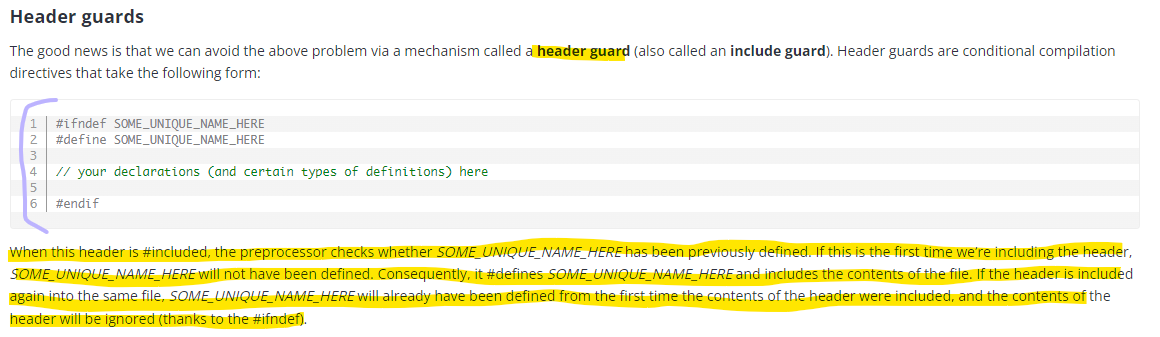 Header guards
The good news is that we can avoid the above problem via a mechanism called a header guard (also called an include guard). Header guards are conditional compilation
directives that take the following form:
1 #ifndef SOME_UNIQUE_NAME_HERE
2 #define SOME_UNIQUE_NAME_HERE
3
4 // your declarations (and certain types of definitions) here
5
6 #endif
When this header is #included, the preprocessor checks whether SOME_UNIQUE_NAME_HERE has been previously defined. If this is the first time we're including the header,
SOME_UNIQUE_NAME_HERE will not have been defined. Consequently, it #defines SOME_UNIQUE_NAME_HERE and includes the contents of the file. If the header is included
again into the same file, SOME_UNIQUE_NAME_HERE will already have been defined from the first time the contents of the header were included, and the contents of the
header will be ignored (thanks to the #ifndef).